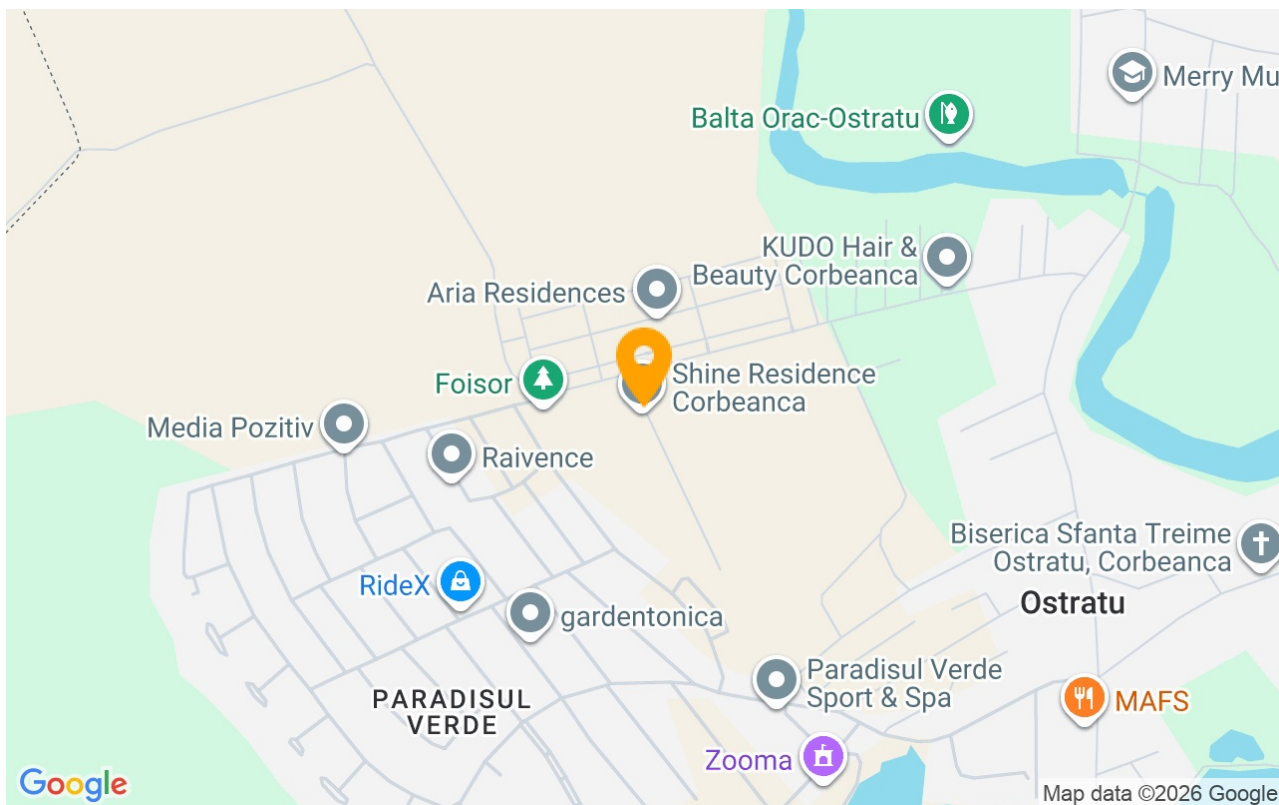 Merry Mu
Balta Orac-Ostratu
KUDO Hair &
Beauty Corbeanca
Aria Residences
Shine Residence
Corbeanca
Foisor
Media Pozitiv
Raivence
Biserica Sfanta Treime
Ostratu, Corbeanca
RideX
Ostratu
gardentonica
Paradisul Verde
Sport & Spa
PARADISUL
VERDE
MAFS
Zooma
Google
Map data ©2026 Google